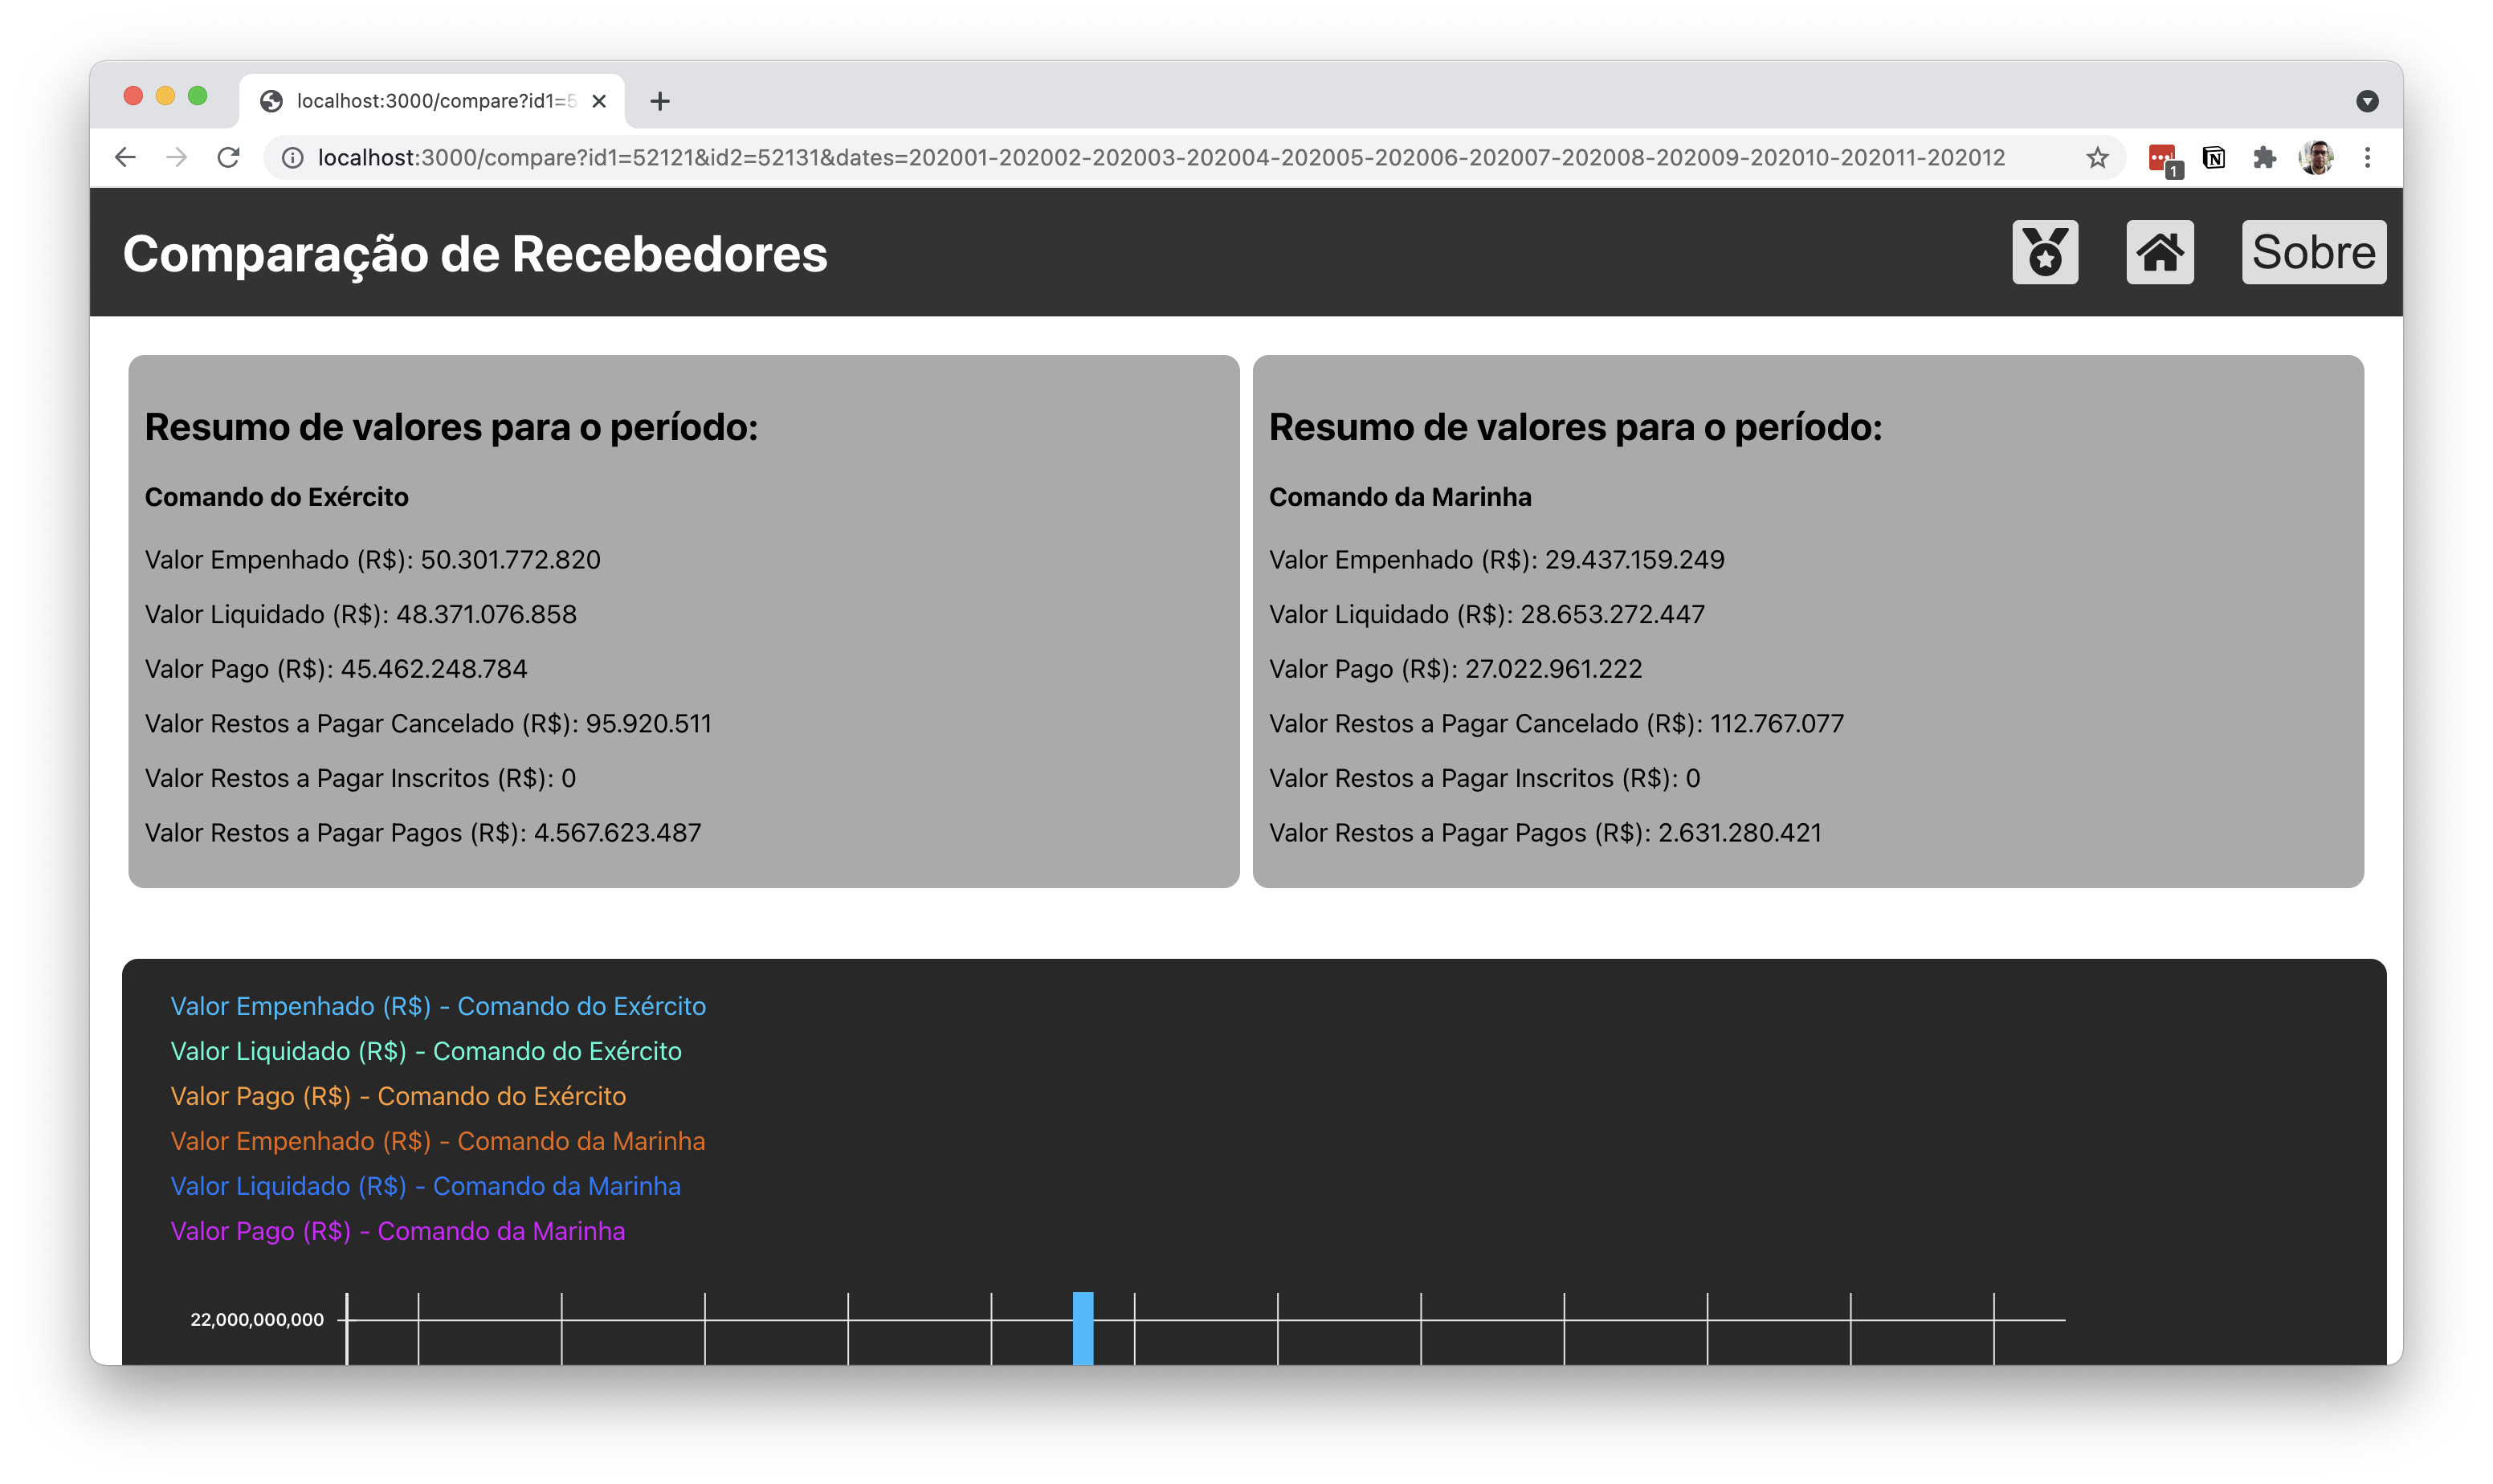 localhost:3000/compare?id1=5
localhost:3000/compare?id1=52121&id2=52131&dates=202001-202002-202003-202004-202005-202006-202007-202008-202009-202010-202011-202012
1
Comparação de Recebedores
Sobre
Resumo de valores para o período:
Comando do Exército
Valor Empenhado (R$): 50.301.772.820
Valor Liquidado (R$): 48.371.076.858
Valor Pago (R$): 45.462.248.784
Valor Restos a Pagar Cancelado (R$): 95.920.511
Valor Restos a Pagar Inscritos (R$): 0
Valor Restos a Pagar Pagos (R$): 4.567.623.487
Resumo de valores para o período:
Comando da Marinha
Valor Empenhado (R$): 29.437.159.249
Valor Liquidado (R$): 28.653.272.447
Valor Pago (R$): 27.022.961.222
Valor Restos a Pagar Cancelado (R$): 112.767.077
Valor Restos a Pagar Inscritos (R$): 0
Valor Restos a Pagar Pagos (R$): 2.631.280.421
Valor Empenhado (R$) - Comando do Exército
Valor Liquidado (R$) - Comando do Exército
Valor Pago (R$) - Comando do Exército
Valor Empenhado (R$) - Comando da Marinha
Valor Liquidado (R$) - Comando da Marinha
Valor Pago (R$) - Comando da Marinha
22,000,000,000